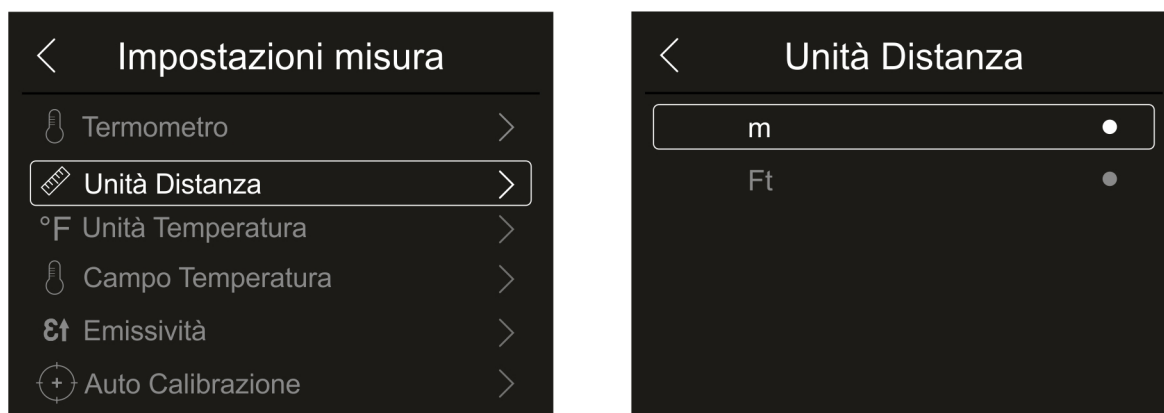 Impostazioni misura
Termometro
Unità Distanza
°F Unità Temperatura
Campo Temperatura
Ɛ↑ Emissività
Auto Calibrazione
Unità Distanza
m
Ft